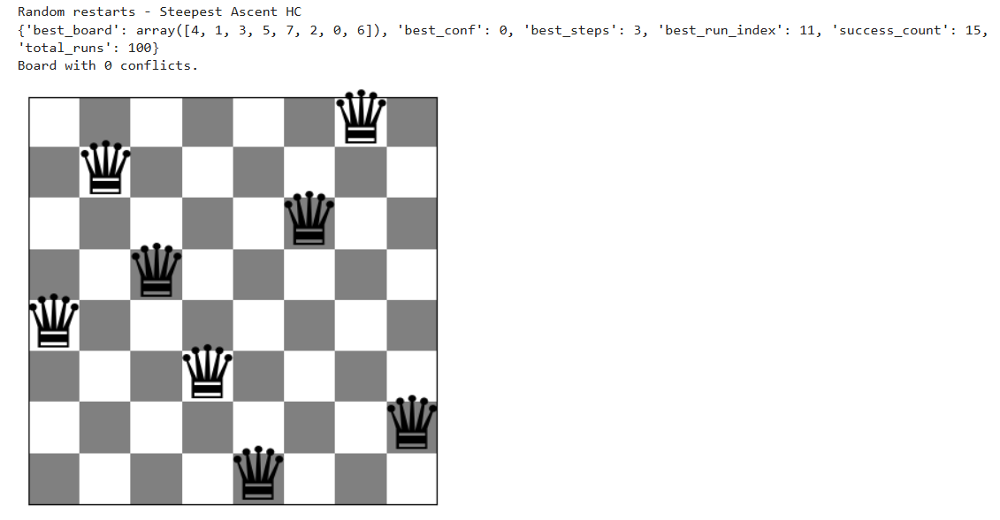 Random restarts - Steepest Ascent HC
{'best_board': array([4, 1, 3, 5, 7, 2, 0, 6]), 'best_conf': 0, 'best_steps': 3, 'best_run_index': 11, 'success_count': 15,
'total_runs': 100}
Board with 0 conflicts.